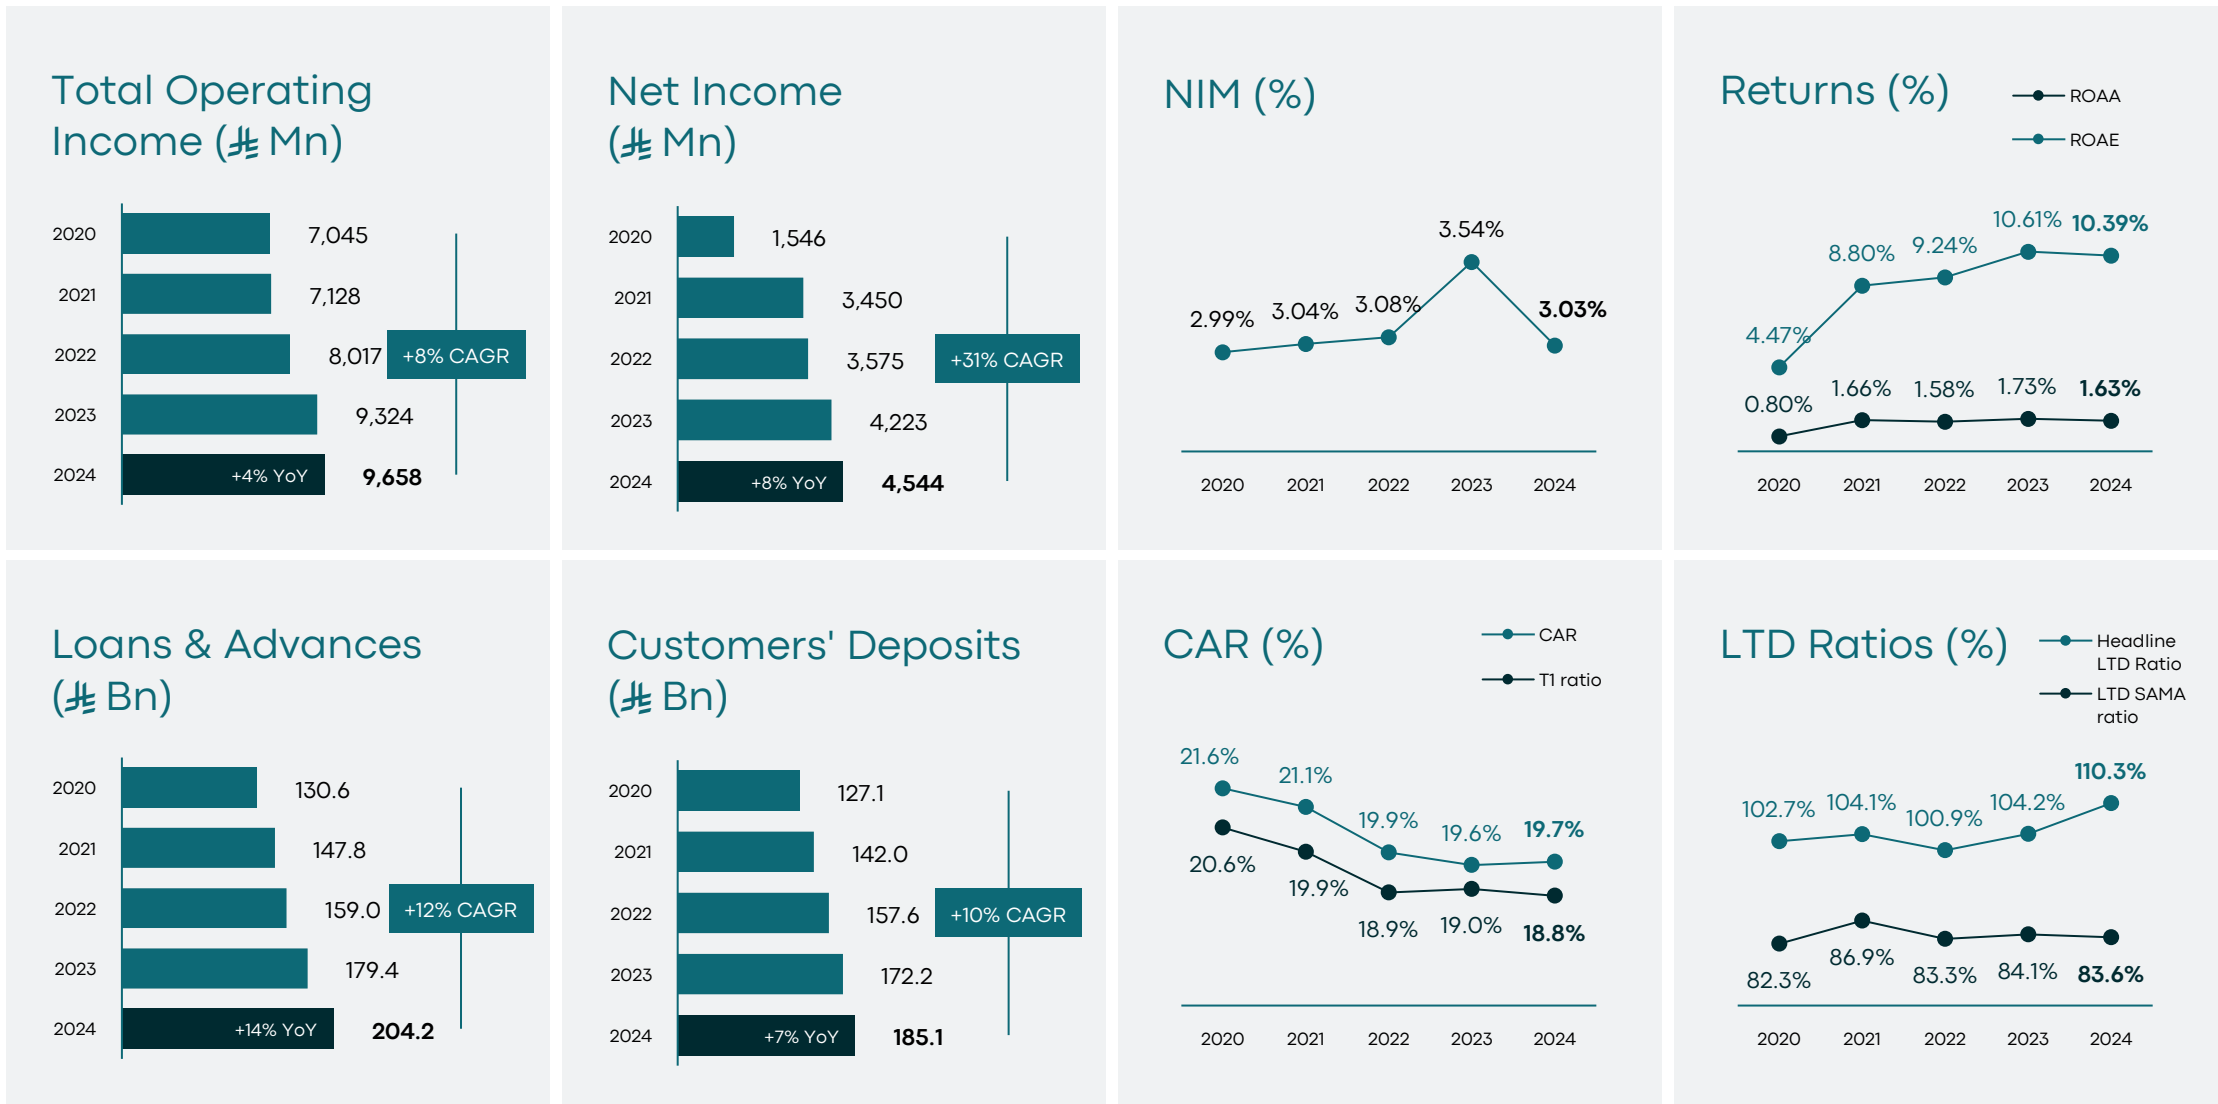 Total Operating
Income (⃁ Mn)
2020 7,045
2021 7,128
2022 8,017 +8% CAGR
2023 9,324
2024 +4% YoY 9,658
Net Income
(⃁ Mn)
2020 1,546
2021 3,450
2022 3,575 +31% CAGR
2023 4,223
2024 +8% YoY 4,544
NIM (%)
3.54%
2.99% 3.04% 3.08% 3.03%
2020 2021 2022 2023 2024
Returns (%)
ROAA
ROAE
4.47% 8.80% 9.24% 10.61% 10.39%
0.80% 1.66% 1.58% 1.73% 1.63%
2020 2021 2022 2023 2024
Loans & Advances
(⃁ Bn)
2020 130.6
2021 147.8
2022 159.0 +12% CAGR
2023 179.4
2024 +14% YoY 204.2
Customers' Deposits
(⃁ Bn)
2020 127.1
2021 142.0
2022 157.6 +10% CAGR
2023 172.2
2024 +7% YoY 185.1
CAR (%)
CAR
T1 ratio
21.6% 21.1% 19.9% 19.6% 19.7%
20.6% 19.9% 18.9% 19.0% 18.8%
2020 2021 2022 2023 2024
LTD Ratios (%)
Headline
LTD Ratio
LTD SAMA
ratio
102.7% 104.1% 100.9% 104.2% 110.3%
82.3% 86.9% 83.3% 84.1% 83.6%
2020 2021 2022 2023 2024